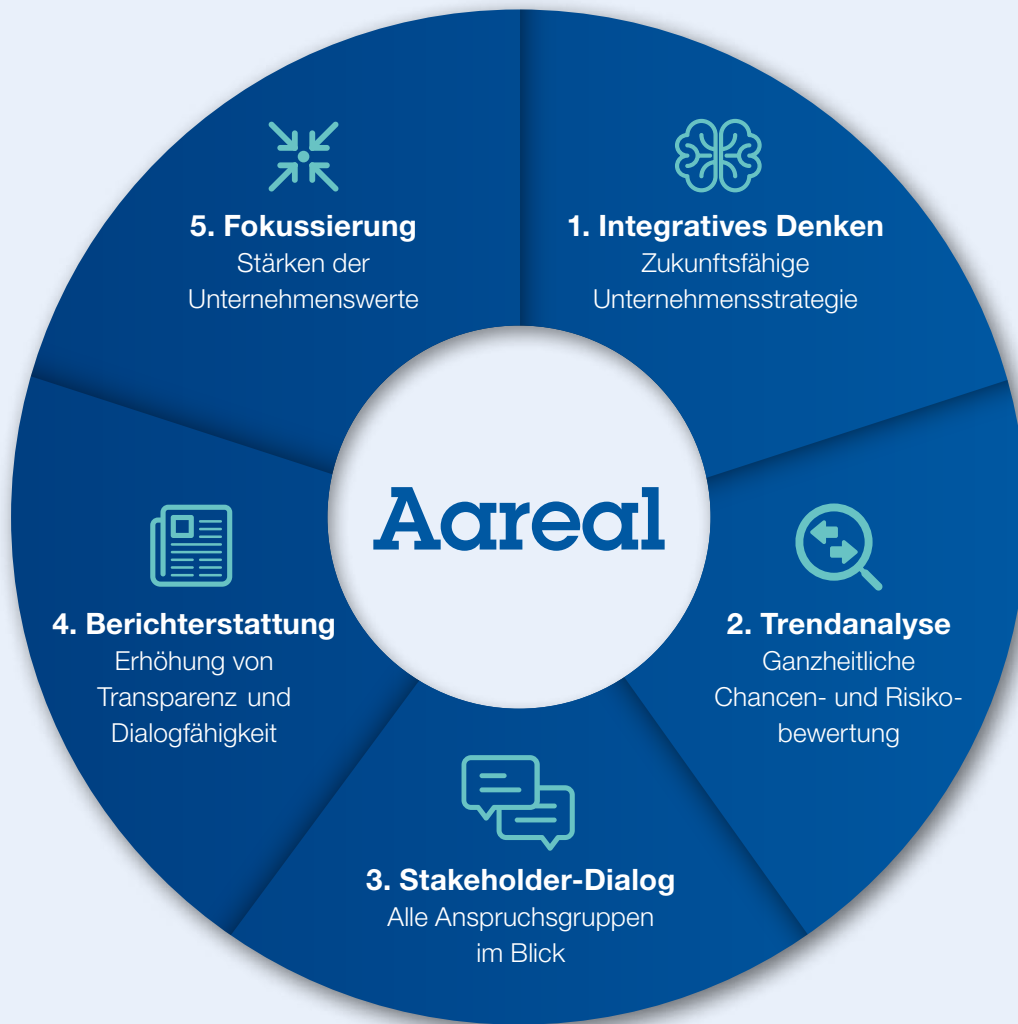 1. Integratives Denken
Zukunftsfähige
Unternehmensstrategie
2. Trendanalyse
Ganzheitliche
Chancen- und Risiko-
bewertung
3. Stakeholder-Dialog
Alle Anspruchsgruppen
im Blick
4. Berichterstattung
Erhöhung von
Transparenz und
Dialogfähigkeit
5. Fokussierung
Stärken der
Unternehmenswerte
Aareal